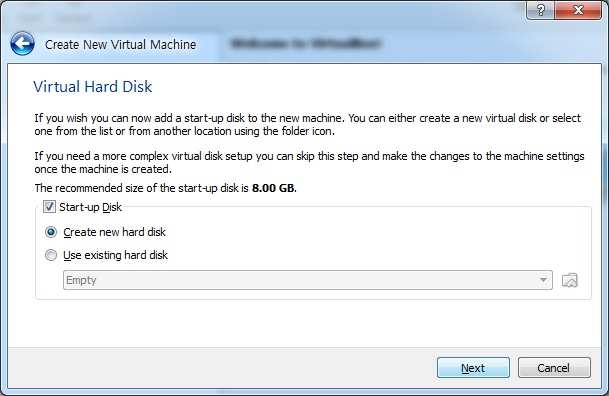 Welcome to VirtualBox!
Create New Virtual Machine
Virtual Hard Disk
If you wish you can now add a start-up disk to the new machine. You can either create a new virtual disk or select
one from the list or from another location using the folder icon.
If you need a more complex virtual disk setup you can skip this step and make the changes to the machine settings
once the machine is created.
The recommended size of the start-up disk is 8.00 GB.
Start-up Disk
Create new hard disk
Use existing hard disk
Empty
Next
Cancel